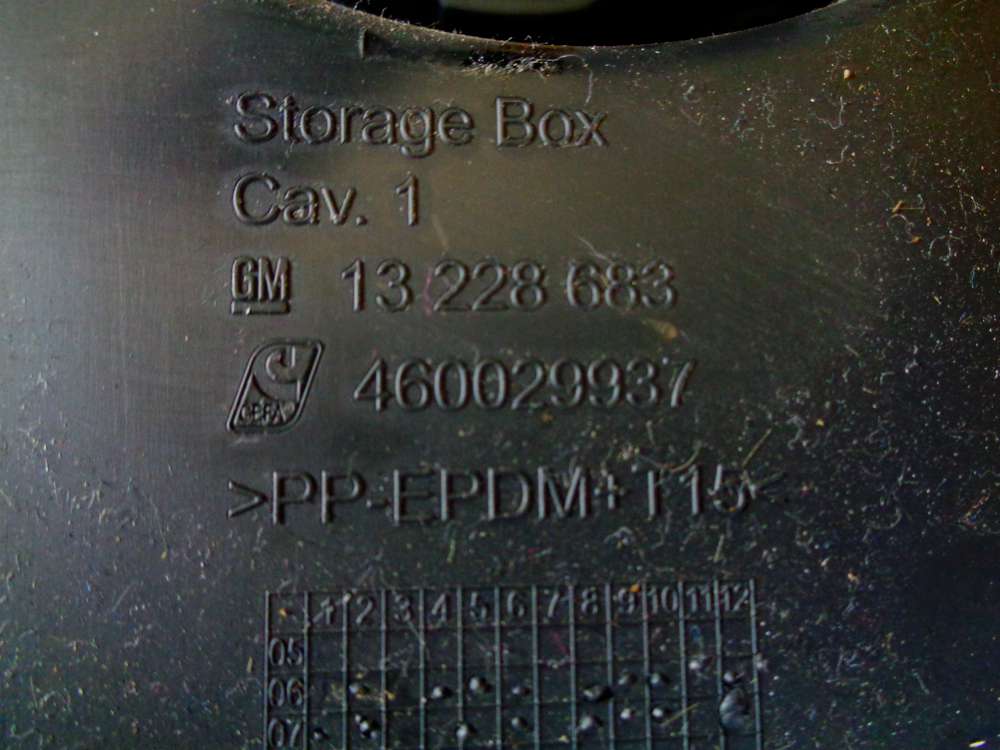 Storage Box
Cav. 1
GM 13 228 683
460029937
>PP-EPDM+T15<
1 2 3 4 5 6 7 8 9 10 11 12
05
06
07